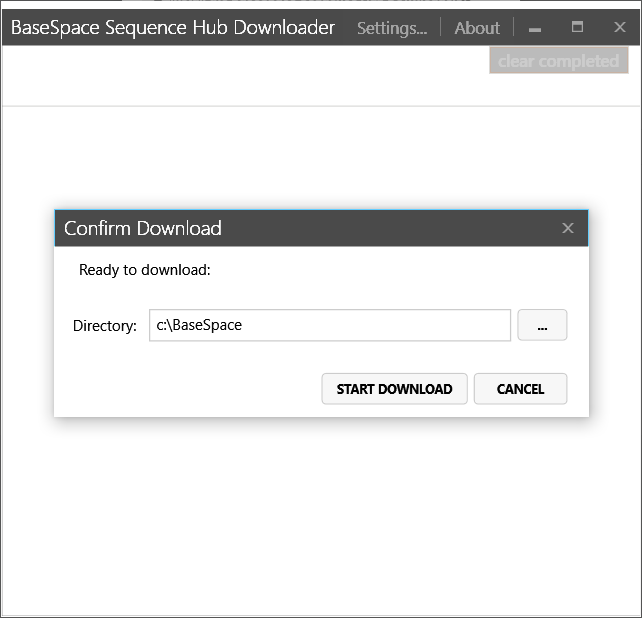 BaseSpace Sequence Hub Downloader Settings... About
clear completed
Confirm Download
Ready to download:
Directory: c:\BaseSpace ...
START DOWNLOAD CANCEL